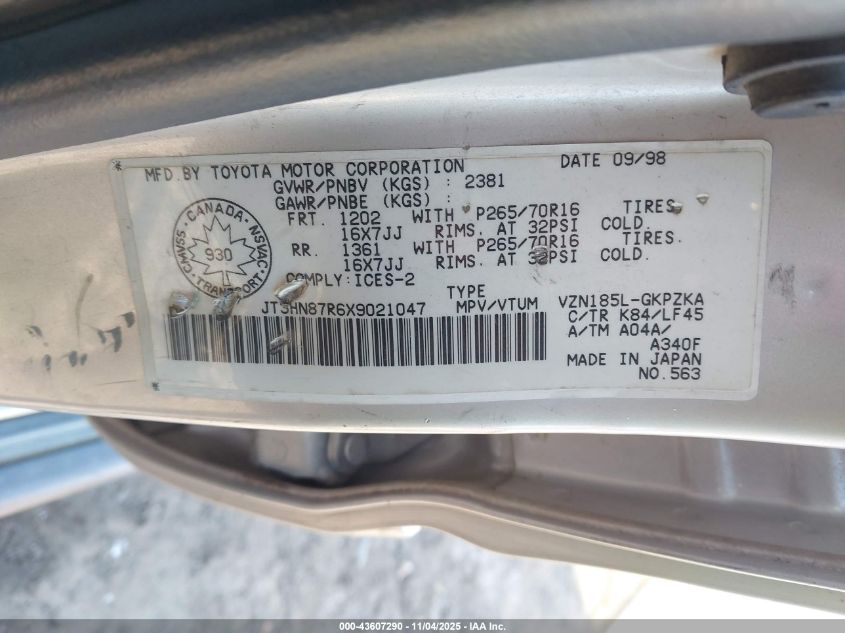 MFD.BY TOYOTA MOTOR CORPORATION DATE 09/98
GVWR/PNBV (KGS) : 2381
GAWR/PNBE (KGS) :
FRT. 1202 WITH P265/70R16 TIRES
16X7JJ RIMS. AT 32PSI COLD.
RR. 1361 WITH P265/70R16 TIRES.
16X7JJ RIMS. AT 32PSI COLD.
COMPLY:ICES-2
CANADA
CMVSS NSVAC
930
TRANSPORT
TYPE
JT3HN87R6X9021047 MPV/VTUM VZN185L-GKPZKA
C/TR K84/LF45
A/TM A04A/
A340F
MADE IN JAPAN
NO.563
000-43607290 - 11/04/2025 - IAA Inc.